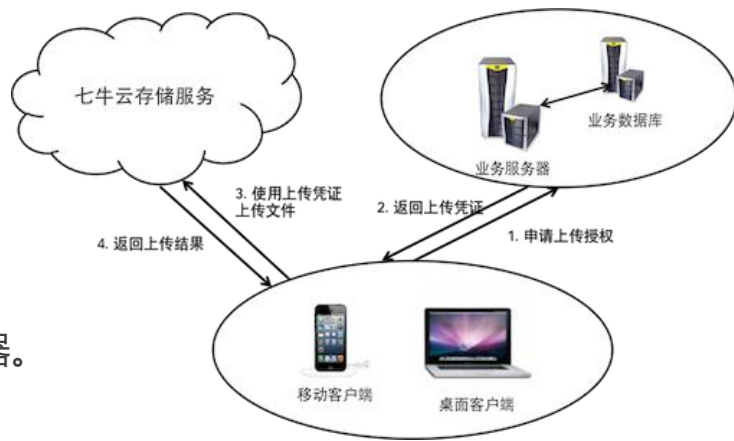 七牛云存储服务
业务数据库
业务服务器
3. 使用上传凭证
上传文件
2. 返回上传凭证
4. 返回上传结果
1. 申请上传授权
器。
移动客户端
桌面客户端